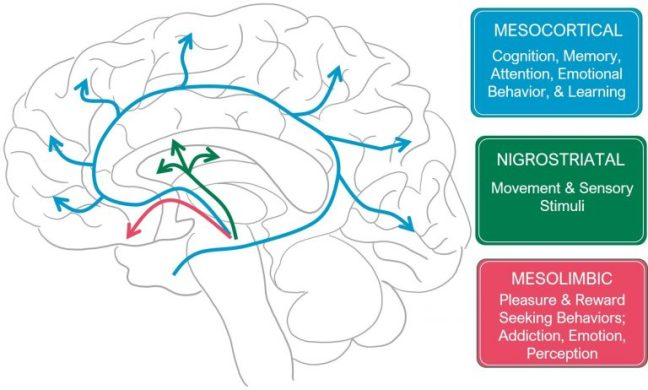 MESOCORTICAL
Cognition, Memory,
Attention, Emotional
Behavior, & Learning
NIGROSTRIATAL
Movement & Sensory
Stimuli
MESOLIMBIC
Pleasure & Reward
Seeking Behaviors;
Addiction, Emotion,
Perception